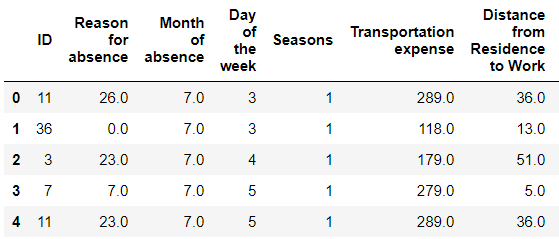 ID Reason for absence Month of absence Day of the week Seasons Transportation expense Distance from Residence to Work
0 11 26.0 7.0 3 1 289.0 36.0
1 36 0.0 7.0 3 1 118.0 13.0
2 3 23.0 7.0 4 1 179.0 51.0
3 7 7.0 7.0 5 1 279.0 5.0
4 11 23.0 7.0 5 1 289.0 36.0